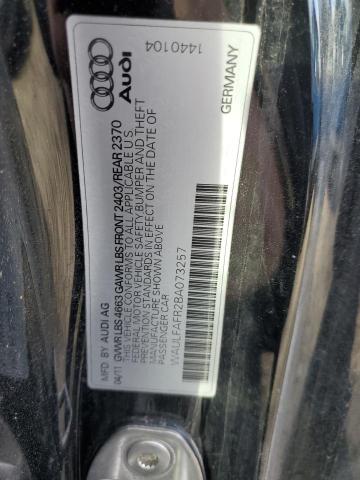 Audi
1440104
GERMANY
MFD BY AUDI AG
04/11 GVWR LBS 4663 GAWR LBS FRONT 2403/REAR 2370
THIS VEHICLE CONFORMS TO ALL APPLICABLE U.S.
FEDERAL MOTOR VEHICLE SAFETY BUMPER AND THEFT
STANDARDS IN EFFECT ON THE DATE OF
MANUFACTURE SHOWN ABOVE
PASSENGER CAR
WAULFAFR2BA073257